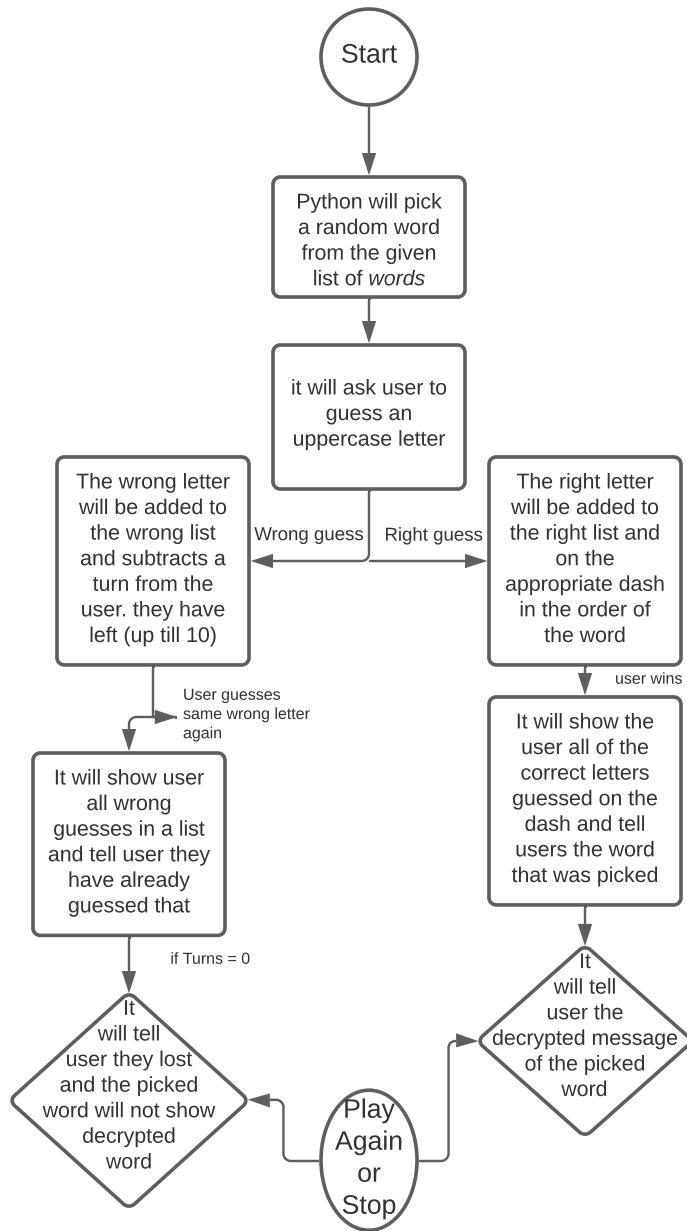 Start
Python will pick
a random word
from the given
list of words
it will ask user to
guess an
uppercase letter
Wrong guess
Right guess
The wrong letter
will be added to
the wrong list
and subtracts a
turn from the
user. they have
left (up till 10)
The right letter
will be added to
the right list and
on the
appropriate dash
in the order of
the word
user wins
User guesses
same wrong letter
again
It will show user
all wrong
guesses in a list
and tell user they
have already
guessed that
It will show the
user all of the
correct letters
guessed on the
dash and tell
users the word
that was picked
if Turns = 0
It
will tell
user they lost
and the picked
word will not show
decrypted
word
It
will tell
user the
decrypted message
of the picked
word
Play
Again
or
Stop